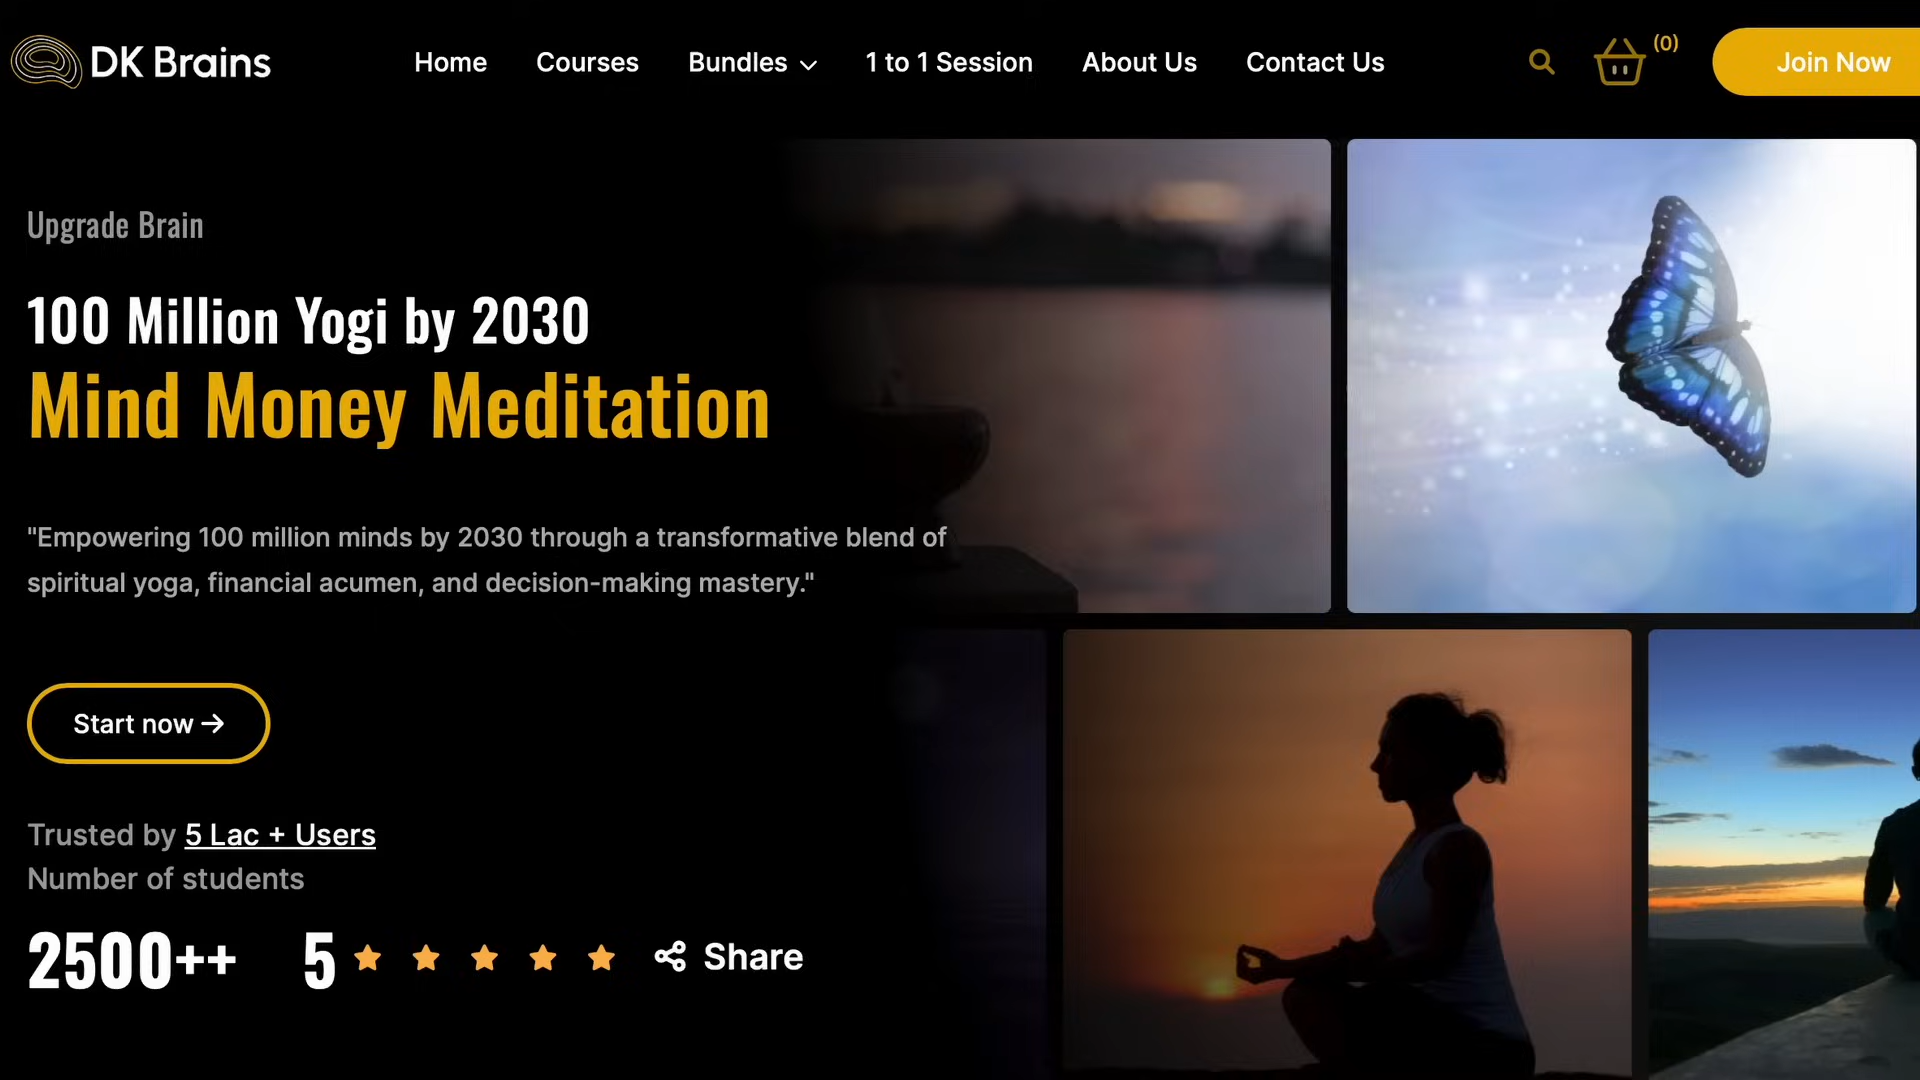 DK Brains
Home Courses Bundles 1 to 1 Session About Us Contact Us (0) Join Now
Upgrade Brain
100 Million Yogi by 2030
Mind Money Meditation
"Empowering 100 million minds by 2030 through a transformative blend of
spiritual yoga, financial acumen, and decision-making mastery."
Start now →
Trusted by 5 Lac + Users
Number of students
2500++ 5 Share